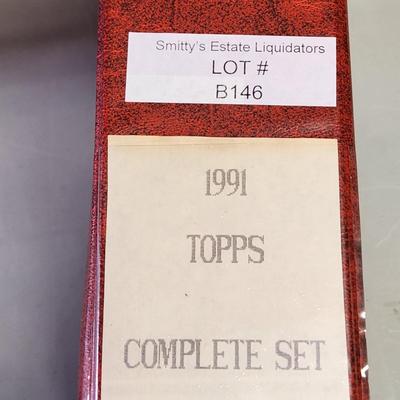 Smitty's Estate Liquidators
LOT #
B146
1991
TOPPS
COMPLETE SET